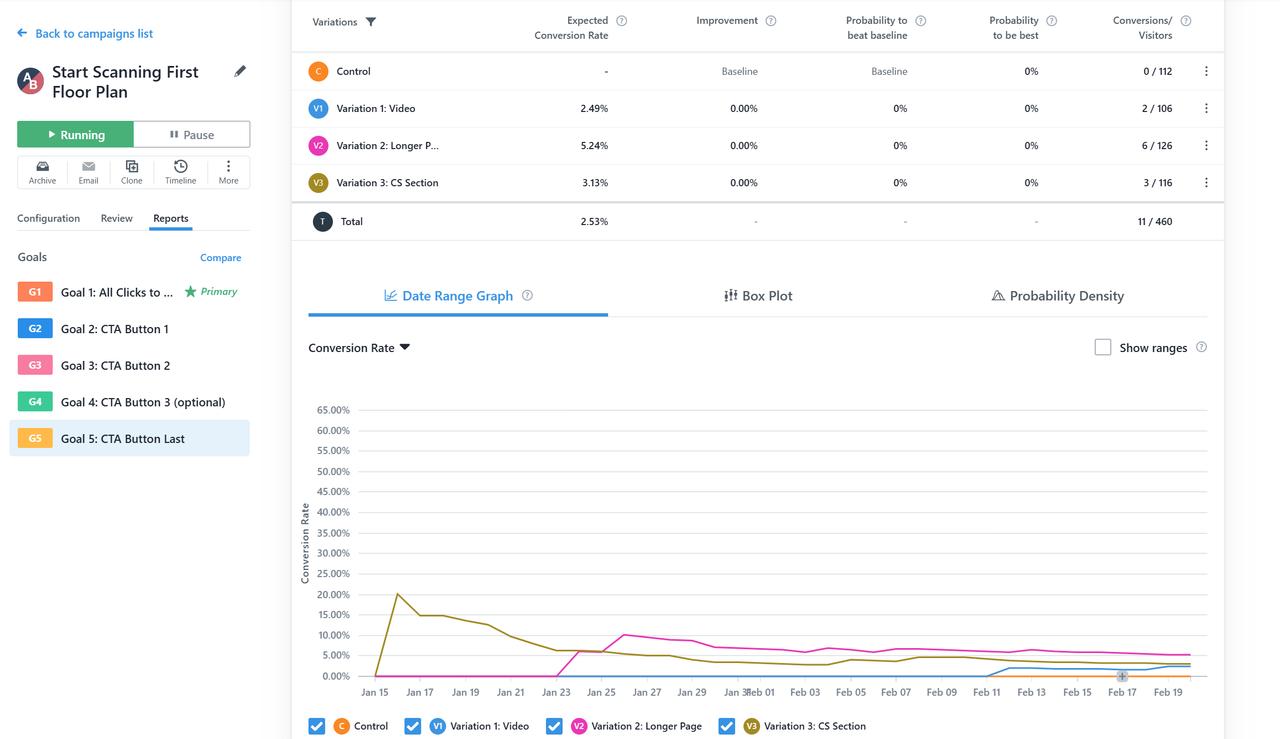 Back to campaigns list
AB
Start Scanning First
Floor Plan
Running
Pause
Archive
Email
Clone
Timeline
More
Configuration
Review
Reports
Goals
Compare
G1 Goal 1: All Clicks to ... Primary
G2 Goal 2: CTA Button 1
G3 Goal 3: CTA Button 2
G4 Goal 4: CTA Button 3 (optional)
G5 Goal 5: CTA Button Last
Variations
Expected ?
Conversion Rate
Improvement ?
Probability to ?
beat baseline
Probability ?
to be best
Conversions/ ?
Visitors
C Control - Baseline Baseline 0% 0 / 112
V1 Variation 1: Video 2.49% 0.00% 0% 0% 2 / 106
V2 Variation 2: Longer P... 5.24% 0.00% 0% 0% 6 / 126
V3 Variation 3: CS Section 3.13% 0.00% 0% 0% 3 / 116
T Total 2.53% - - - 11 / 460
Date Range Graph ?
Box Plot
Probability Density
Conversion Rate
Show ranges ?
Conversion Rate
65.00%
60.00%
55.00%
50.00%
45.00%
40.00%
35.00%
30.00%
25.00%
20.00%
15.00%
10.00%
5.00%
0.00%
Jan 15 Jan 17 Jan 19 Jan 21 Jan 23 Jan 25 Jan 27 Jan 29 Jan Feb 01 Feb 03 Feb 05 Feb 07 Feb 09 Feb 11 Feb 13 Feb 15 Feb 17 Feb 19
C Control V1 Variation 1: Video V2 Variation 2: Longer Page V3 Variation 3: CS Section